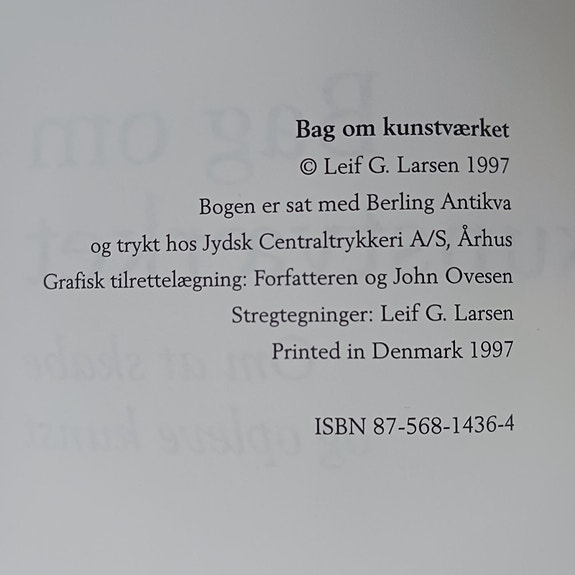 Bag om kunstværket
© Leif G. Larsen 1997
Bogen er sat med Berling Antikva
og trykt hos Jydsk Centraltrykkeri A/S, Århus
Grafisk tilrettelægning: Forfatteren og John Ovesen
Stregtegninger: Leif G. Larsen
Printed in Denmark 1997
ISBN 87-568-1436-4